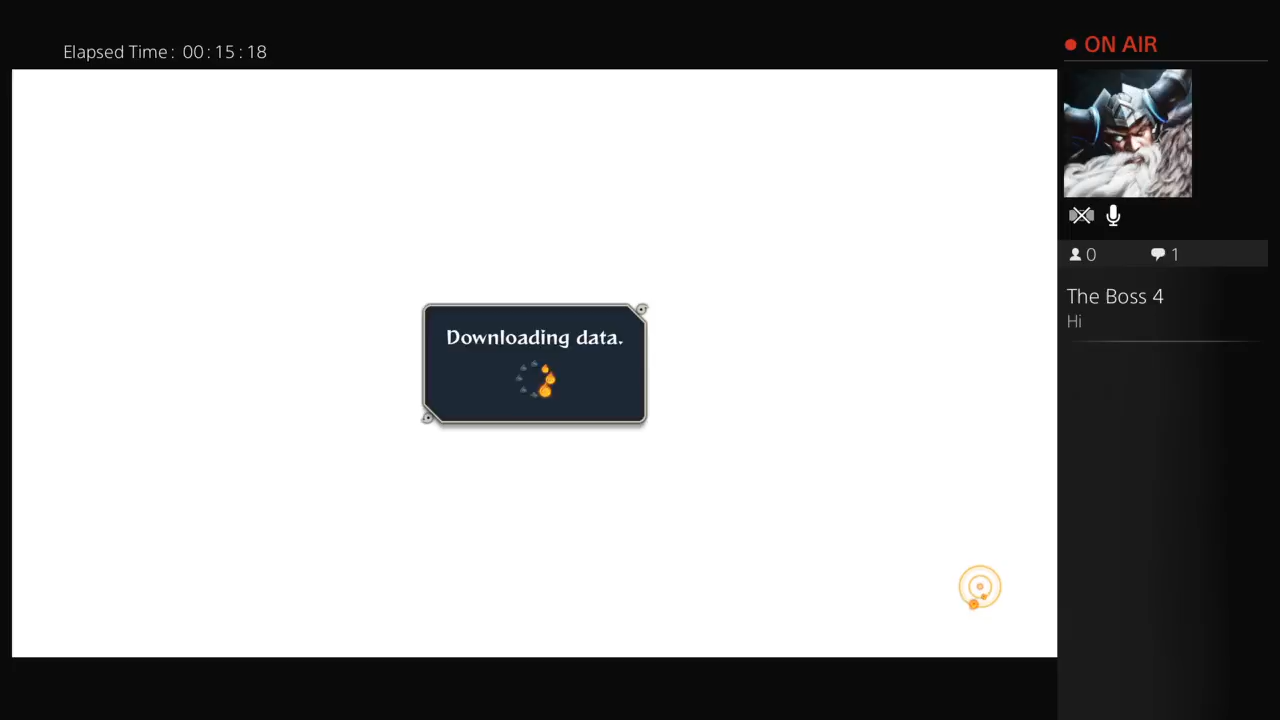 Elapsed Time: 00:15:18
ON AIR
0
1
The Boss 4
Hi
Downloading data.